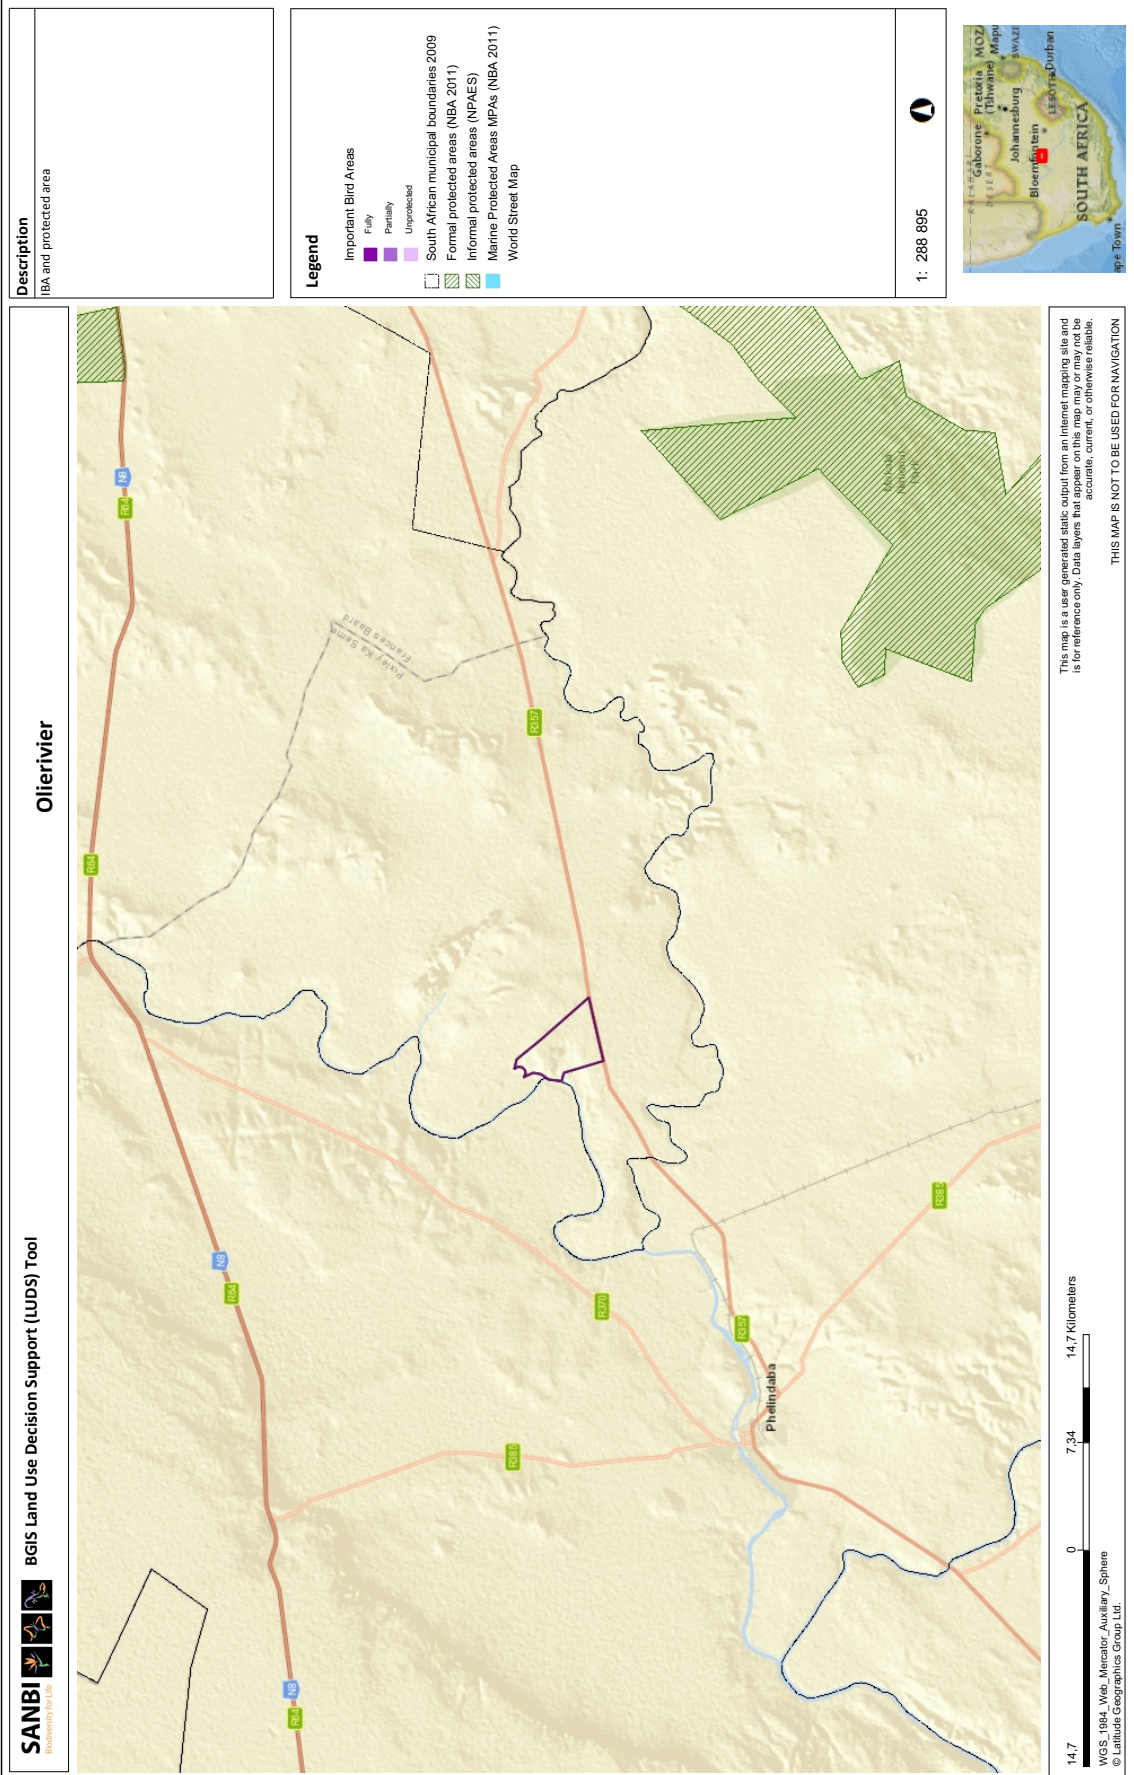 SANBI
Biodiversity for Life
BGIS Land Use Decision Support (LUDS) Tool
Olierivier
Description
IBA and protected area
Legend
Important Bird Areas
Fully
Partially
Unprotected
South African municipal boundaries 2009
Formal protected areas (NBA 2011)
Informal protected areas (NPAES)
Marine Protected Areas MPAs (NBA 2011)
World Street Map
1: 288 895
N8
R64
N8
R64
R64
N8
R64
R385
R370
R357
R357
R385
Pixley Ka Seme
Frances Baard
Phelindaba
Mokala
National
Park
KALAHARI
DESERT
Gaborone
Pretoria
(Tshwane)
MOZ
Mapu
SWAZI
Johannesburg
Bloemfontein
LESOTH
Durban
SOUTH AFRICA
ape Town
14,7
0
7,34
14,7 Kilometers
WGS_1984_Web_Mercator_Auxiliary_Sphere
© Latitude Geographics Group Ltd.
This map is a user generated static output from an Internet mapping site and
is for reference only. Data layers that appear on this map may or may not be
accurate, current, or otherwise reliable.
THIS MAP IS NOT TO BE USED FOR NAVIGATION